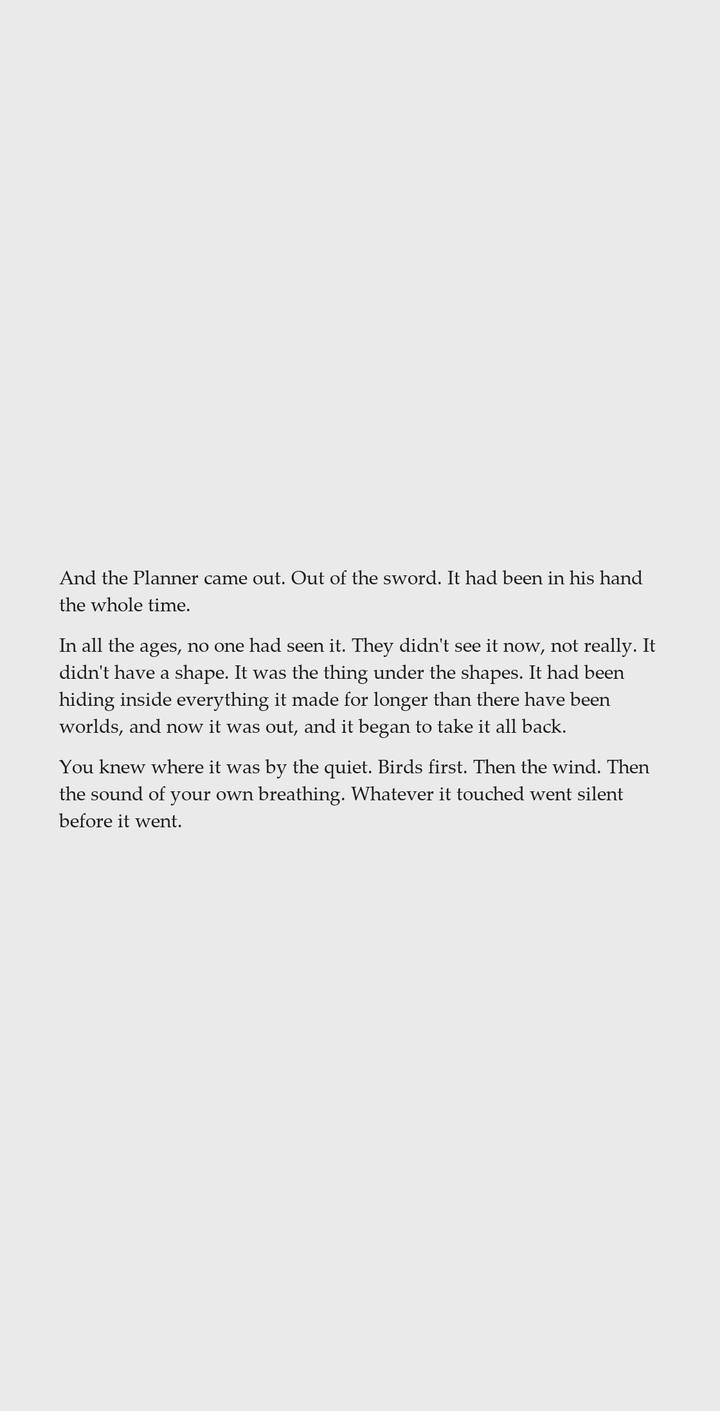 And the Planner came out. Out of the sword. It had been in his hand
the whole time.
In all the ages, no one had seen it. They didn't see it now, not really. It
didn't have a shape. It was the thing under the shapes. It had been
hiding inside everything it made for longer than there have been
worlds, and now it was out, and it began to take it all back.
You knew where it was by the quiet. Birds first. Then the wind. Then
the sound of your own breathing. Whatever it touched went silent
before it went.